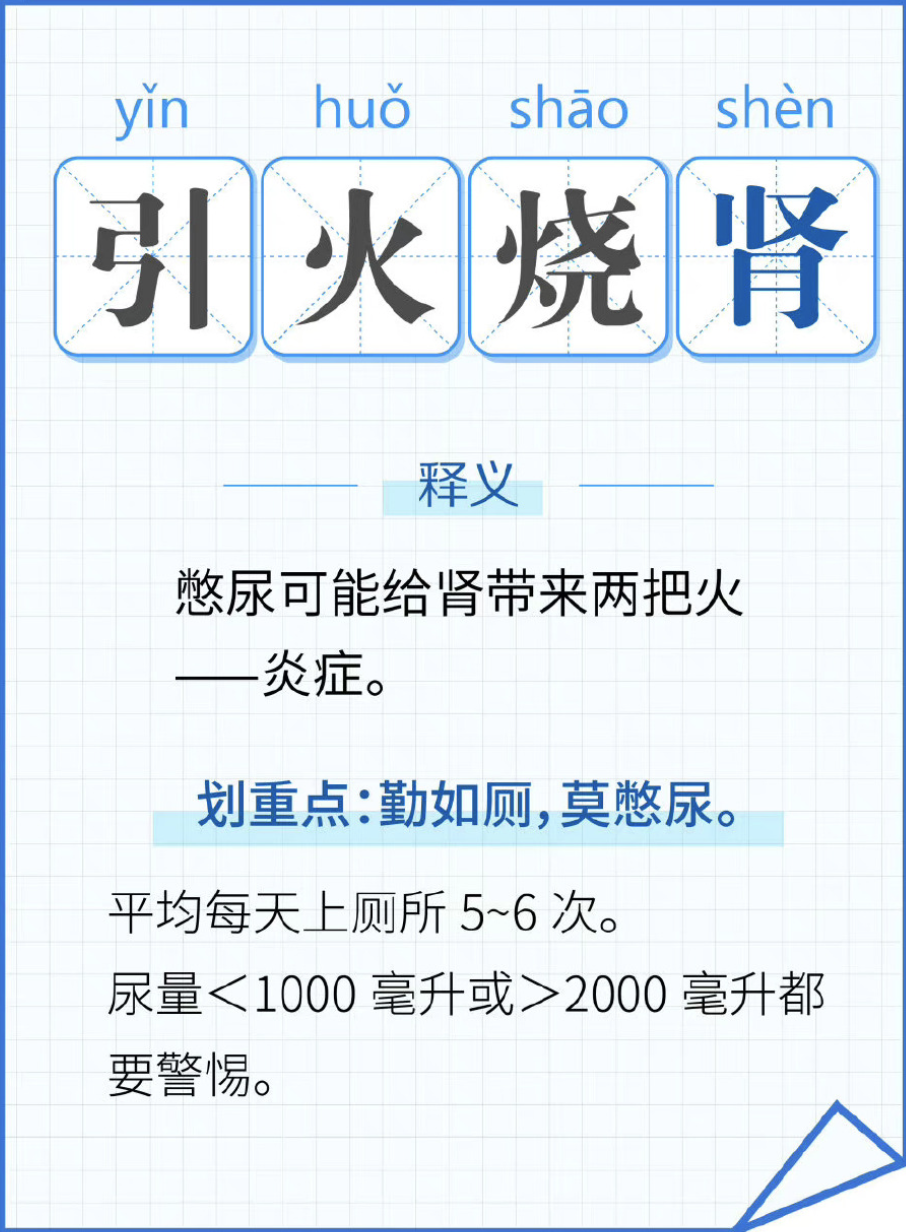 yǐn huǒ shāo shèn
引火烧肾
释义
憋尿可能给肾带来两把火
——炎症。
划重点：勤如厕，莫憋尿。
平均每天上厕所 5~6 次。
尿量＜1000 毫升或＞2000 毫升都
要警惕。